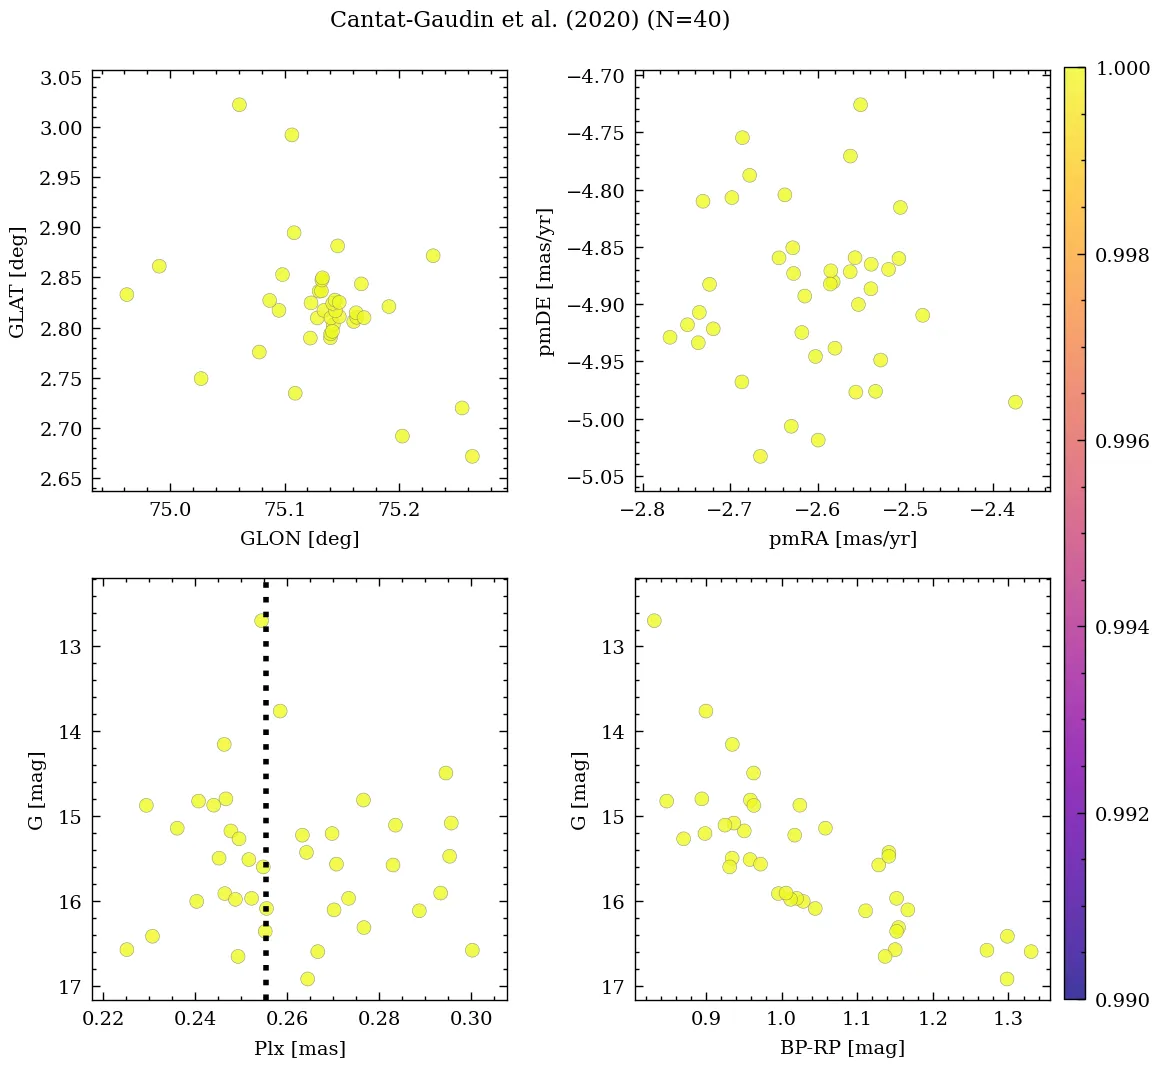 Cantat-Gaudin et al. (2020) (N=40)
3.05
3.00
2.95
2.90
2.85
2.80
2.75
2.70
2.65
GLAT [deg]
75.0 75.1 75.2
GLON [deg]
−4.70
−4.75
−4.80
−4.85
−4.90
−4.95
−5.00
−5.05
pmDE [mas/yr]
−2.8 −2.7 −2.6 −2.5 −2.4
pmRA [mas/yr]
13
14
15
16
17
G [mag]
0.22 0.24 0.26 0.28 0.30
Plx [mas]
13
14
15
16
17
G [mag]
0.9 1.0 1.1 1.2 1.3
BP-RP [mag]
1.000
0.998
0.996
0.994
0.992
0.990